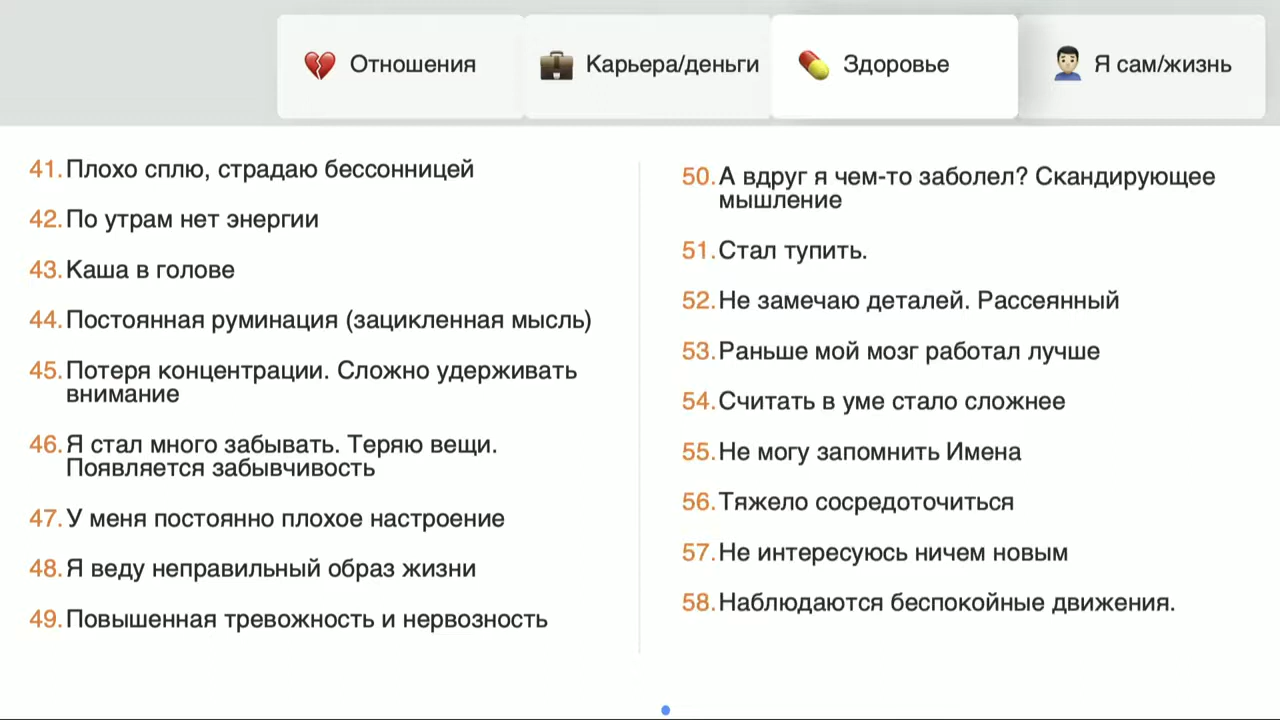 Отношения
Карьера/деньги
Здоровье
Я сам/жизнь
41. Плохо сплю, страдаю бессонницей
42. По утрам нет энергии
43. Каша в голове
44. Постоянная руминация (зацикленная мысль)
45. Потеря концентрации. Сложно удерживать
внимание
46. Я стал много забывать. Теряю вещи.
Появляется забывчивость
47. У меня постоянно плохое настроение
48. Я веду неправильный образ жизни
49. Повышенная тревожность и нервозность
50. А вдруг я чем-то заболел? Скандирующее
мышление
51. Стал тупить.
52. Не замечаю деталей. Рассеянный
53. Раньше мой мозг работал лучше
54. Считать в уме стало сложнее
55. Не могу запомнить Имена
56. Тяжело сосредоточиться
57. Не интересуюсь ничем новым
58. Наблюдаются беспокойные движения.